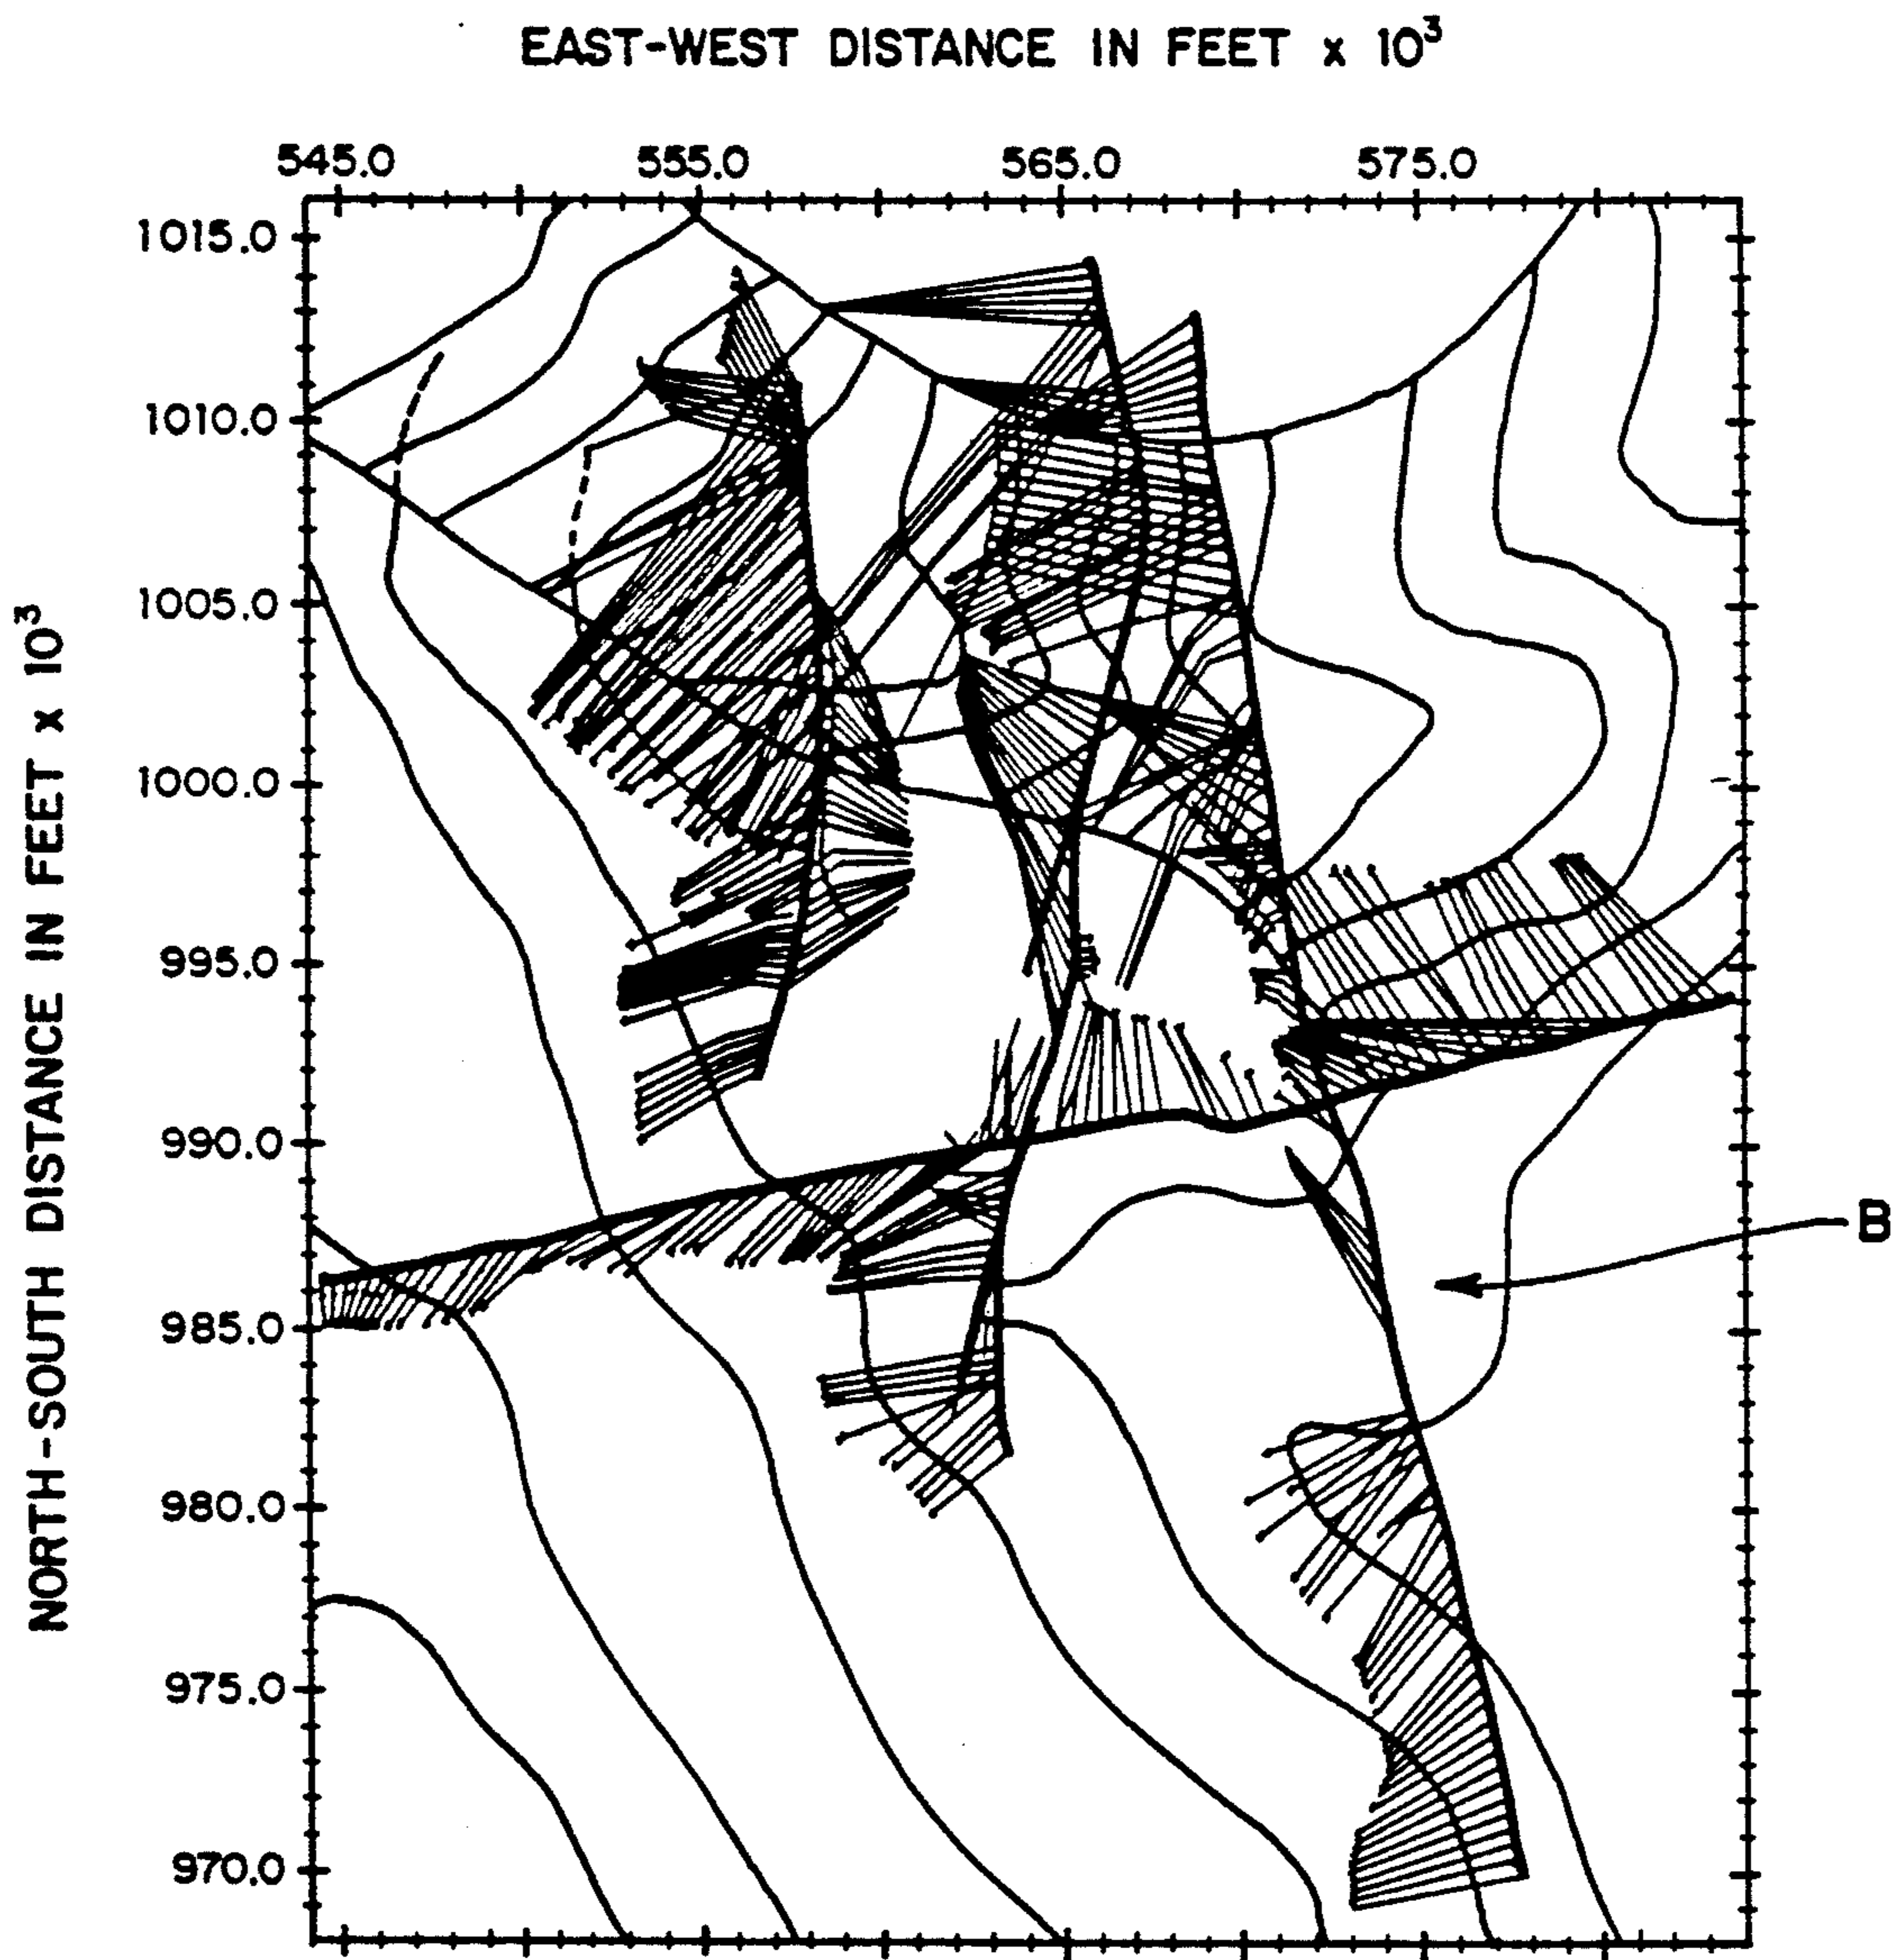 EAST-WEST DISTANCE IN FEET x 10³
545.0 555.0 565.0 575.0
1015.0
1010.0
1005.0
1000.0
995.0
990.0
985.0
980.0
975.0
970.0
NORTH-SOUTH DISTANCE IN FEET x 10³
B